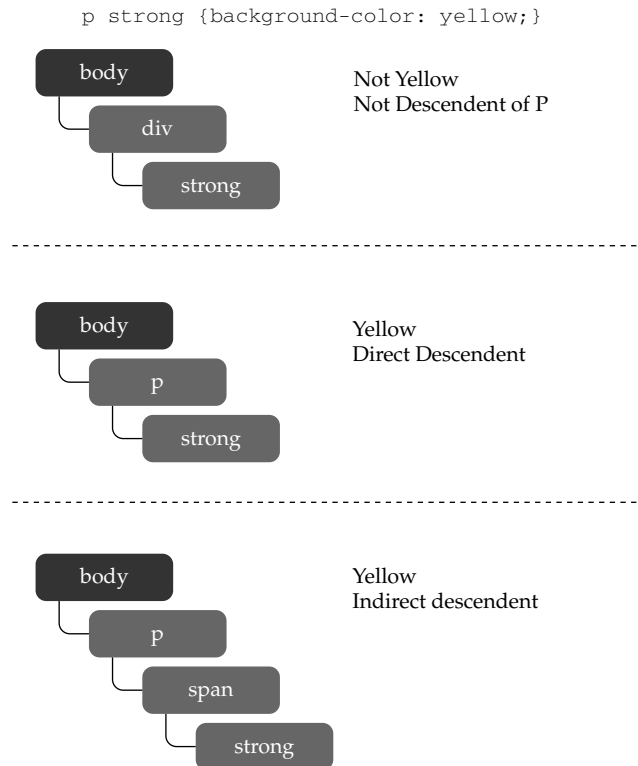 p strong {background-color: yellow;}
body
Not Yellow
Not Descendent of P
div
strong
body
Yellow
Direct Descendent
p
strong
body
Yellow
Indirect descendent
p
span
strong